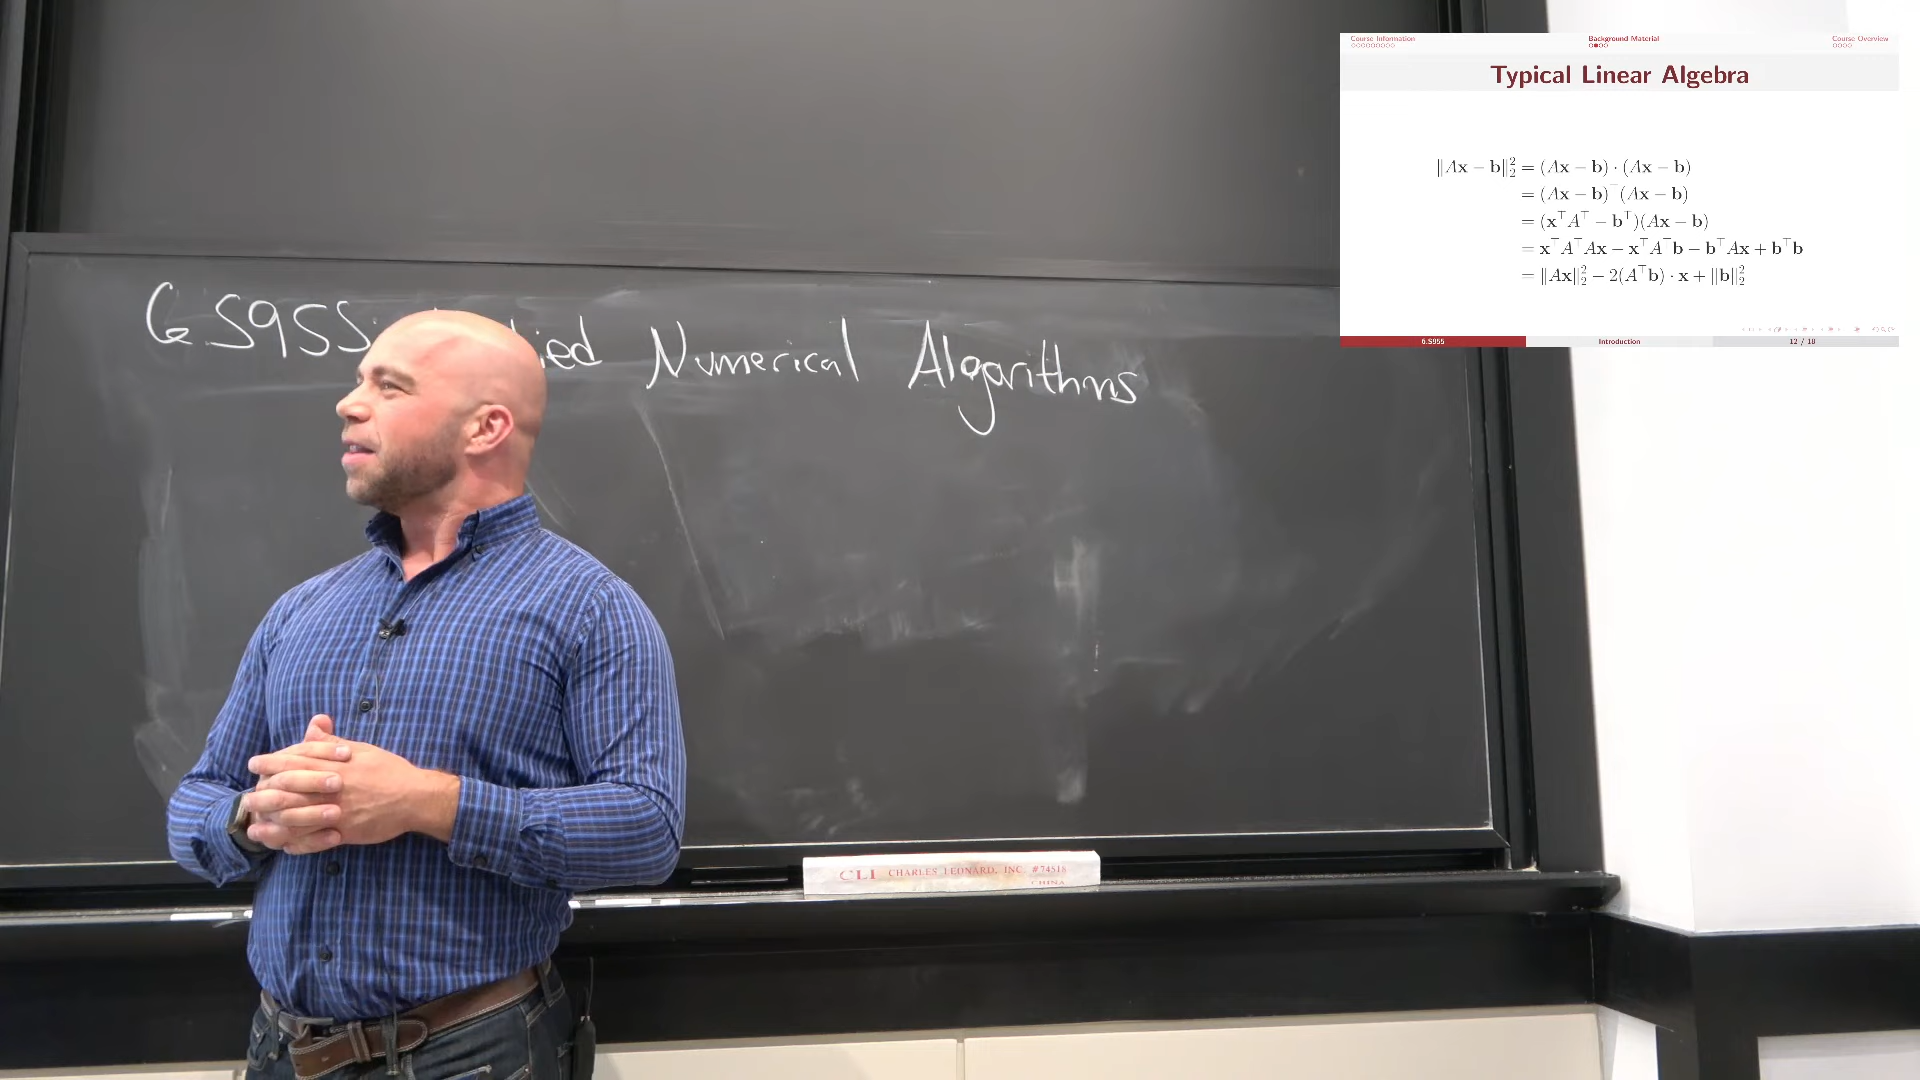 Course Information
Background Material
Course Overview
Typical Linear Algebra
‖Ax − b‖₂² = (Ax − b) · (Ax − b)
= (Ax − b)ᵀ(Ax − b)
= (xᵀAᵀ − bᵀ)(Ax − b)
= xᵀAᵀAx − xᵀAᵀb − bᵀAx + bᵀb
= ‖Ax‖₂² − 2(Aᵀb) · x + ‖b‖₂²
6.S955 Introduction 12 / 18
6.S955: Numerical Algorithms
CLI CHARLES LEONARD, INC. #74518
CHINA